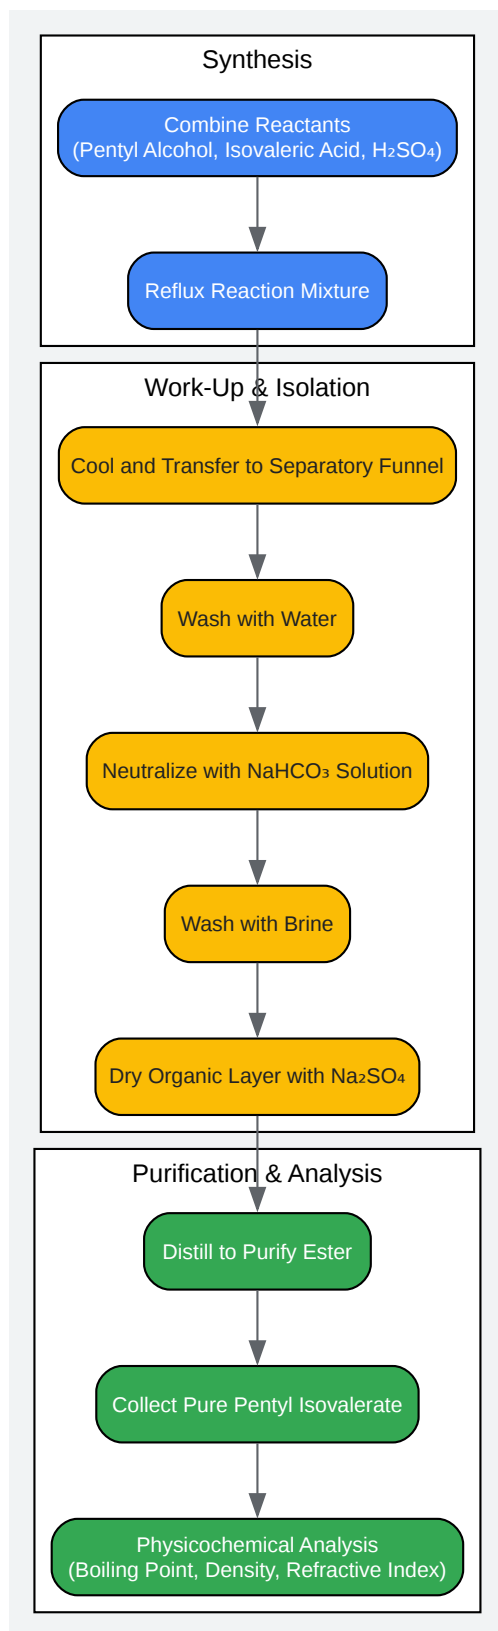 Synthesis
Combine Reactants
(Pentyl Alcohol, Isovaleric Acid, H₂SO₄)
Reflux Reaction Mixture
Work-Up & Isolation
Cool and Transfer to Separatory Funnel
Wash with Water
Neutralize with NaHCO₃ Solution
Wash with Brine
Dry Organic Layer with Na₂SO₄
Purification & Analysis
Distill to Purify Ester
Collect Pure Pentyl Isovalerate
Physicochemical Analysis
(Boiling Point, Density, Refractive Index)